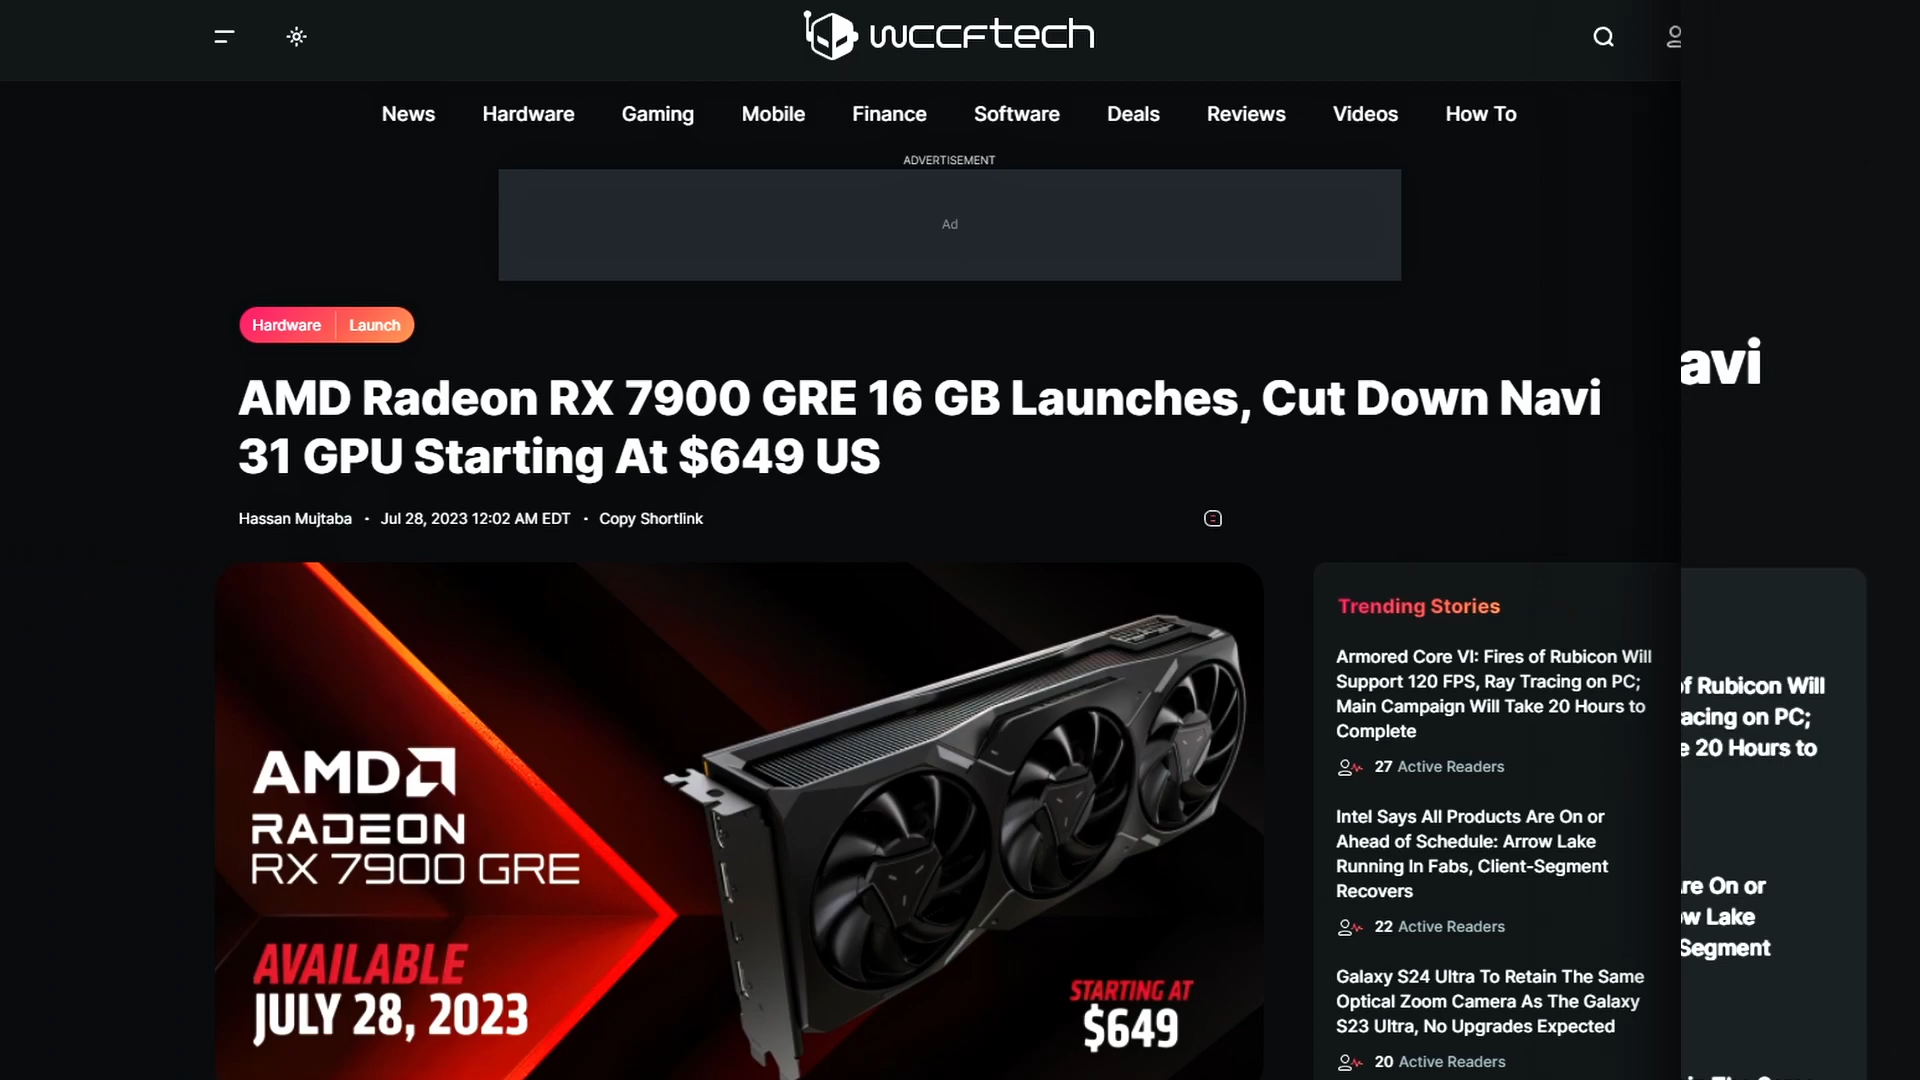 wccftech
News Hardware Gaming Mobile Finance Software Deals Reviews Videos How To
ADVERTISEMENT
Ad
Hardware Launch
AMD Radeon RX 7900 GRE 16 GB Launches, Cut Down Navi
31 GPU Starting At $649 US
avi
Hassan Mujtaba • Jul 28, 2023 12:02 AM EDT • Copy Shortlink
AMD
RADEON
RX 7900 GRE
AVAILABLE
JULY 28, 2023
STARTING AT
$649
Trending Stories
Armored Core VI: Fires of Rubicon Will
Support 120 FPS, Ray Tracing on PC;
Main Campaign Will Take 20 Hours to
Complete
27 Active Readers
Intel Says All Products Are On or
Ahead of Schedule: Arrow Lake
Running In Fabs, Client-Segment
Recovers
22 Active Readers
Galaxy S24 Ultra To Retain The Same
Optical Zoom Camera As The Galaxy
S23 Ultra, No Upgrades Expected
20 Active Readers
of Rubicon Will
acing on PC;
e 20 Hours to
re On or
ow Lake
Segment